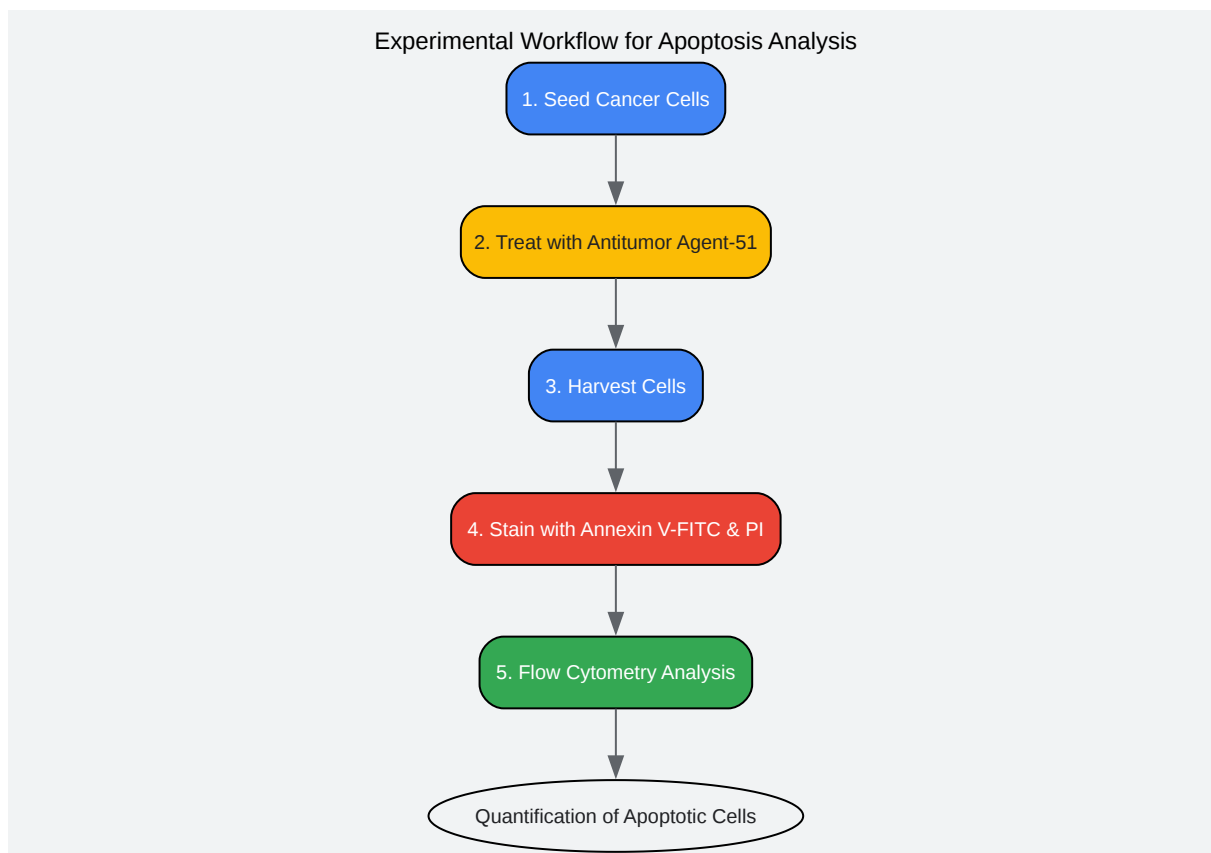 Experimental Workflow for Apoptosis Analysis
1. Seed Cancer Cells
2. Treat with Antitumor Agent-51
3. Harvest Cells
4. Stain with Annexin V-FITC & PI
5. Flow Cytometry Analysis
Quantification of Apoptotic Cells